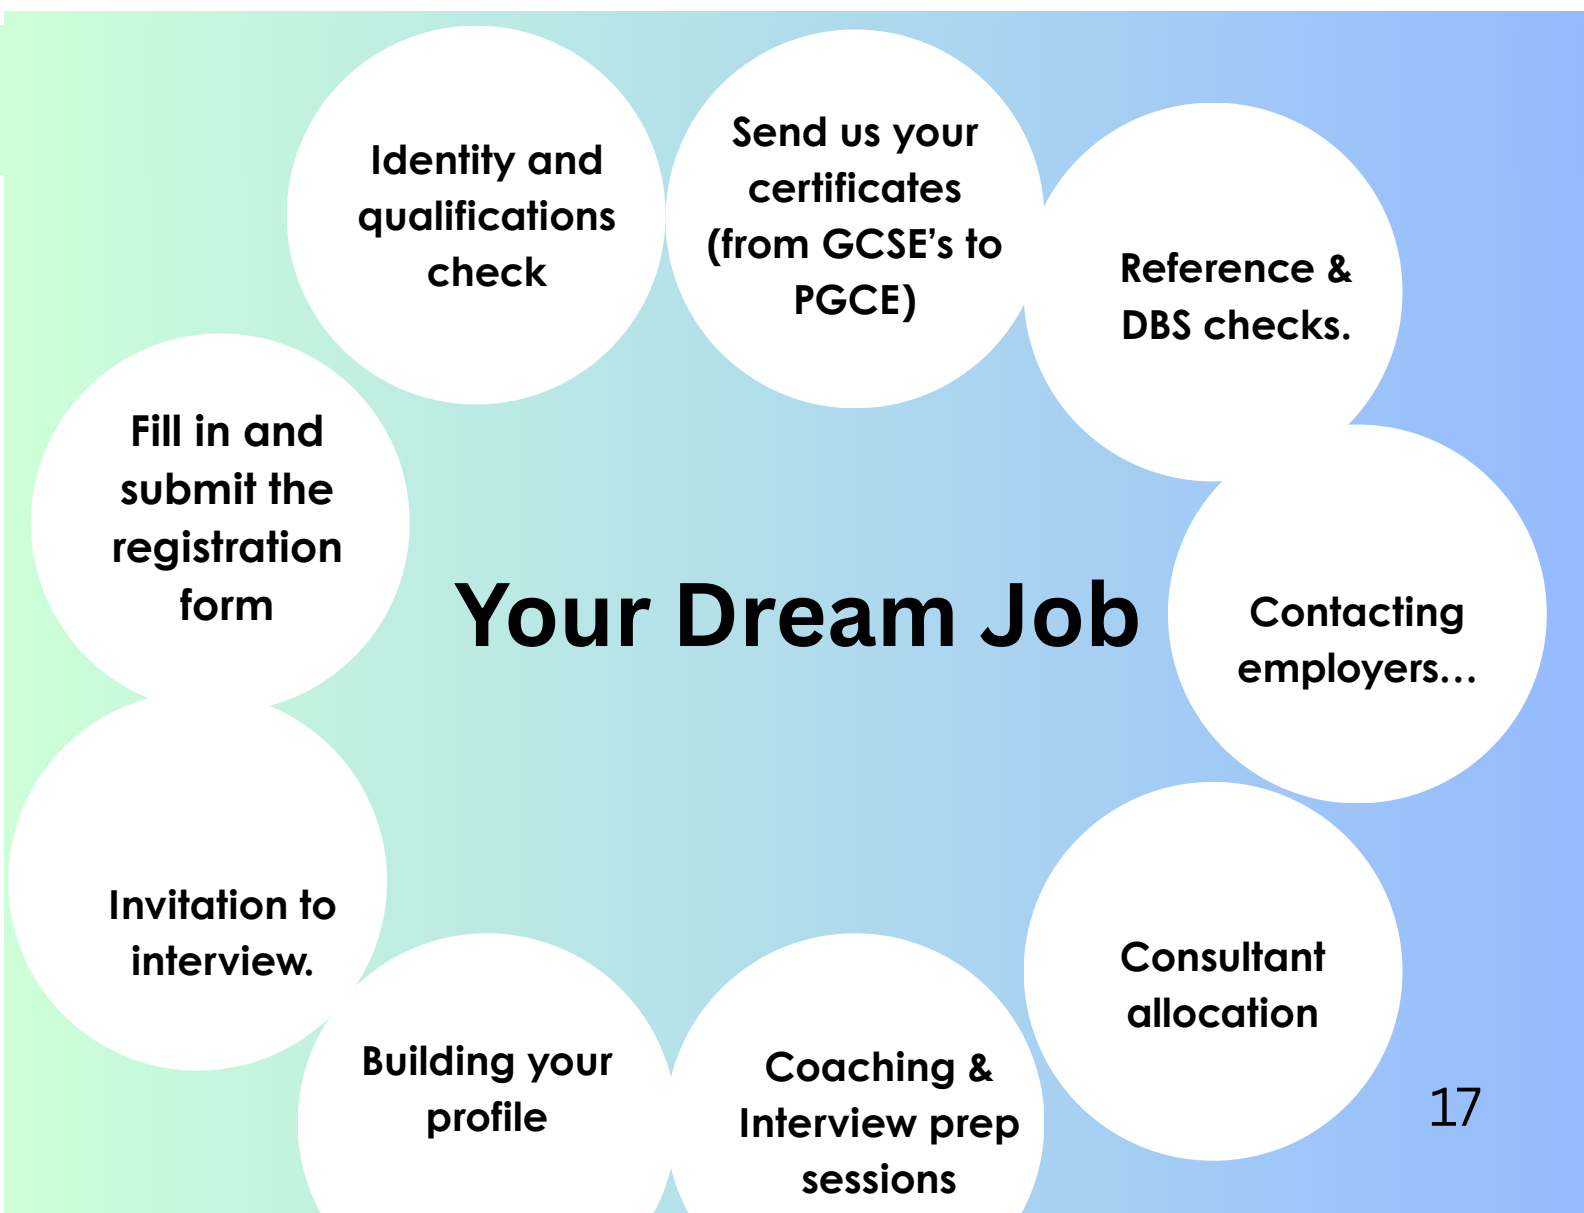 Identity and
qualifications
check
Send us your
certificates
(from GCSE’s to
PGCE)
Reference &
DBS checks.
Fill in and
submit the
registration
form
Your Dream Job
Contacting
employers...
Invitation to
interview.
Consultant
allocation
Building your
profile
Coaching &
Interview prep
sessions
17